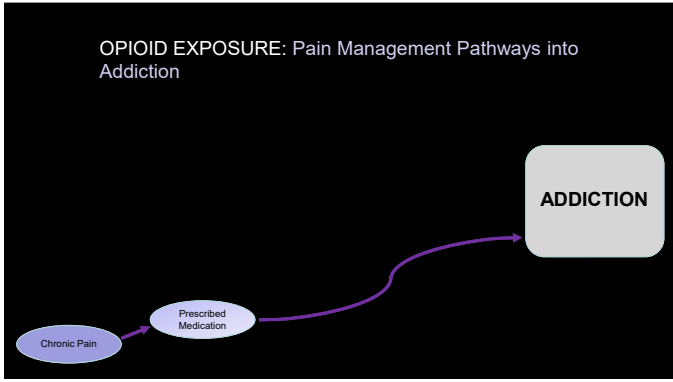 OPIOID EXPOSURE: Pain Management Pathways into
Addiction
ADDICTION
Prescribed
Medication
Chronic Pain